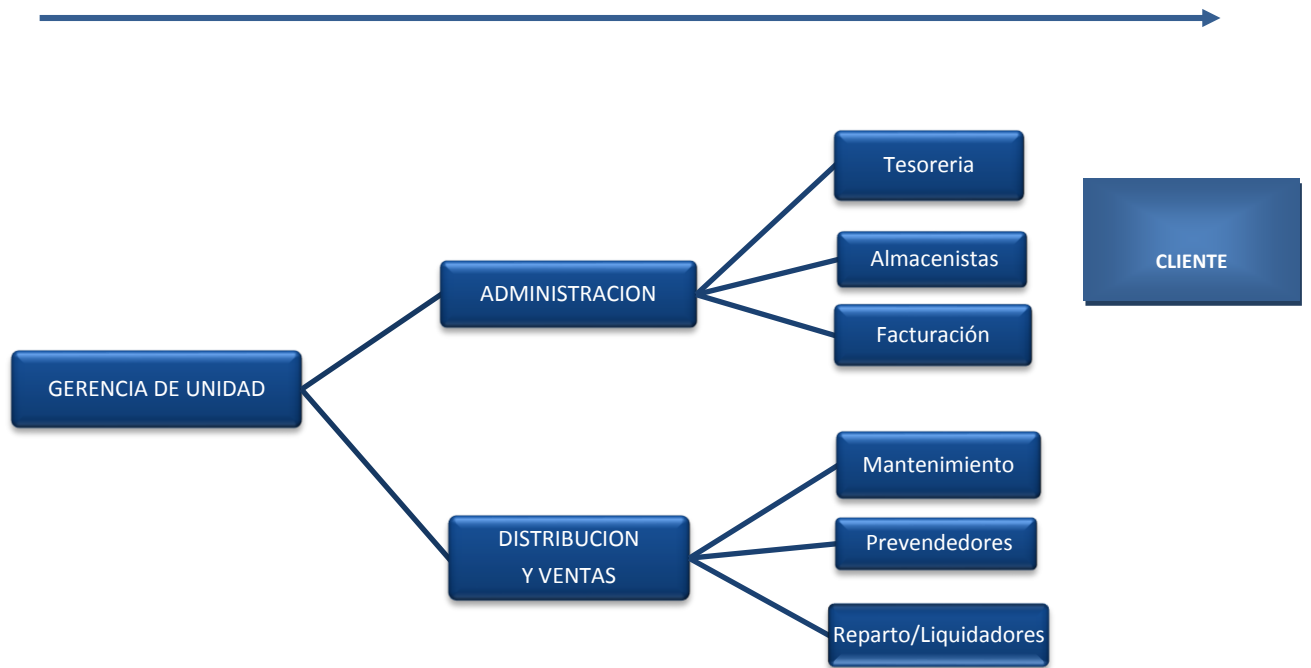 Tesoreria
Almacenistas
CLIENTE
ADMINISTRACION
Facturación
GERENCIA DE UNIDAD
Mantenimiento
DISTRIBUCION
Y VENTAS
Prevendedores
Reparto/Liquidadores